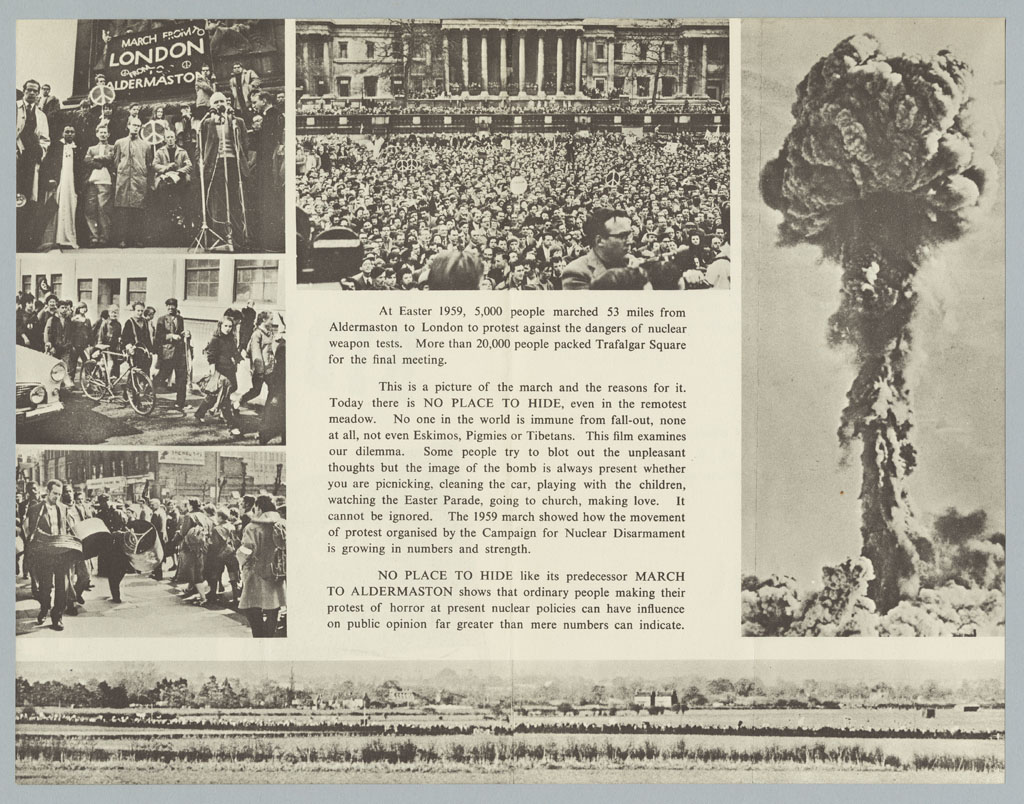 MARCH FROM TO
LONDON
FROM TO
ALDERMASTON
At Easter 1959, 5,000 people marched 53 miles from
Aldermaston to London to protest against the dangers of nuclear
weapon tests. More than 20,000 people packed Trafalgar Square
for the final meeting.
This is a picture of the march and the reasons for it.
Today there is NO PLACE TO HIDE, even in the remotest
meadow. No one in the world is immune from fall-out, none
at all, not even Eskimos, Pigmies or Tibetans. This film examines
our dilemma. Some people try to blot out the unpleasant
thoughts but the image of the bomb is always present whether
you are picnicking, cleaning the car, playing with the children,
watching the Easter Parade, going to church, making love. It
cannot be ignored. The 1959 march showed how the movement
of protest organised by the Campaign for Nuclear Disarmament
is growing in numbers and strength.
NO PLACE TO HIDE like its predecessor MARCH
TO ALDERMASTON shows that ordinary people making their
protest of horror at present nuclear policies can have influence
on public opinion far greater than mere numbers can indicate.